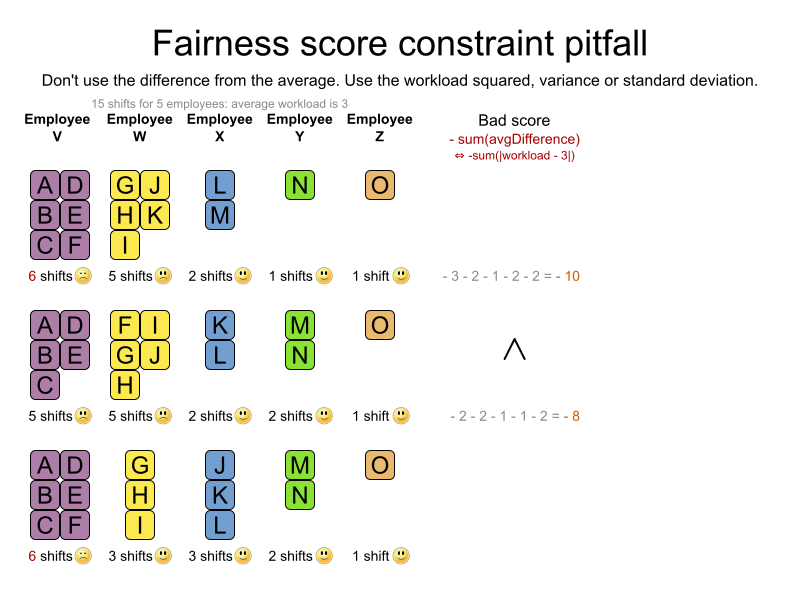 Fairness score constraint pitfall
Don't use the difference from the average. Use the workload squared, variance or standard deviation.
15 shifts for 5 employees: average workload is 3
Employee V
Employee W
Employee X
Employee Y
Employee Z
Bad score
- sum(avgDifference)
⇔ -sum(|workload - 3|)
A D G J L N O
B E H K M
C F I
6 shifts 5 shifts 2 shifts 1 shifts 1 shift - 3 - 2 - 1 - 2 - 2 = - 10
A D F I K M O
B E G J L N
C H
5 shifts 5 shifts 2 shifts 2 shifts 1 shift - 2 - 2 - 1 - 1 - 2 = - 8
A D G J M O
B E H K N
C F I L
6 shifts 3 shifts 3 shifts 2 shifts 1 shift